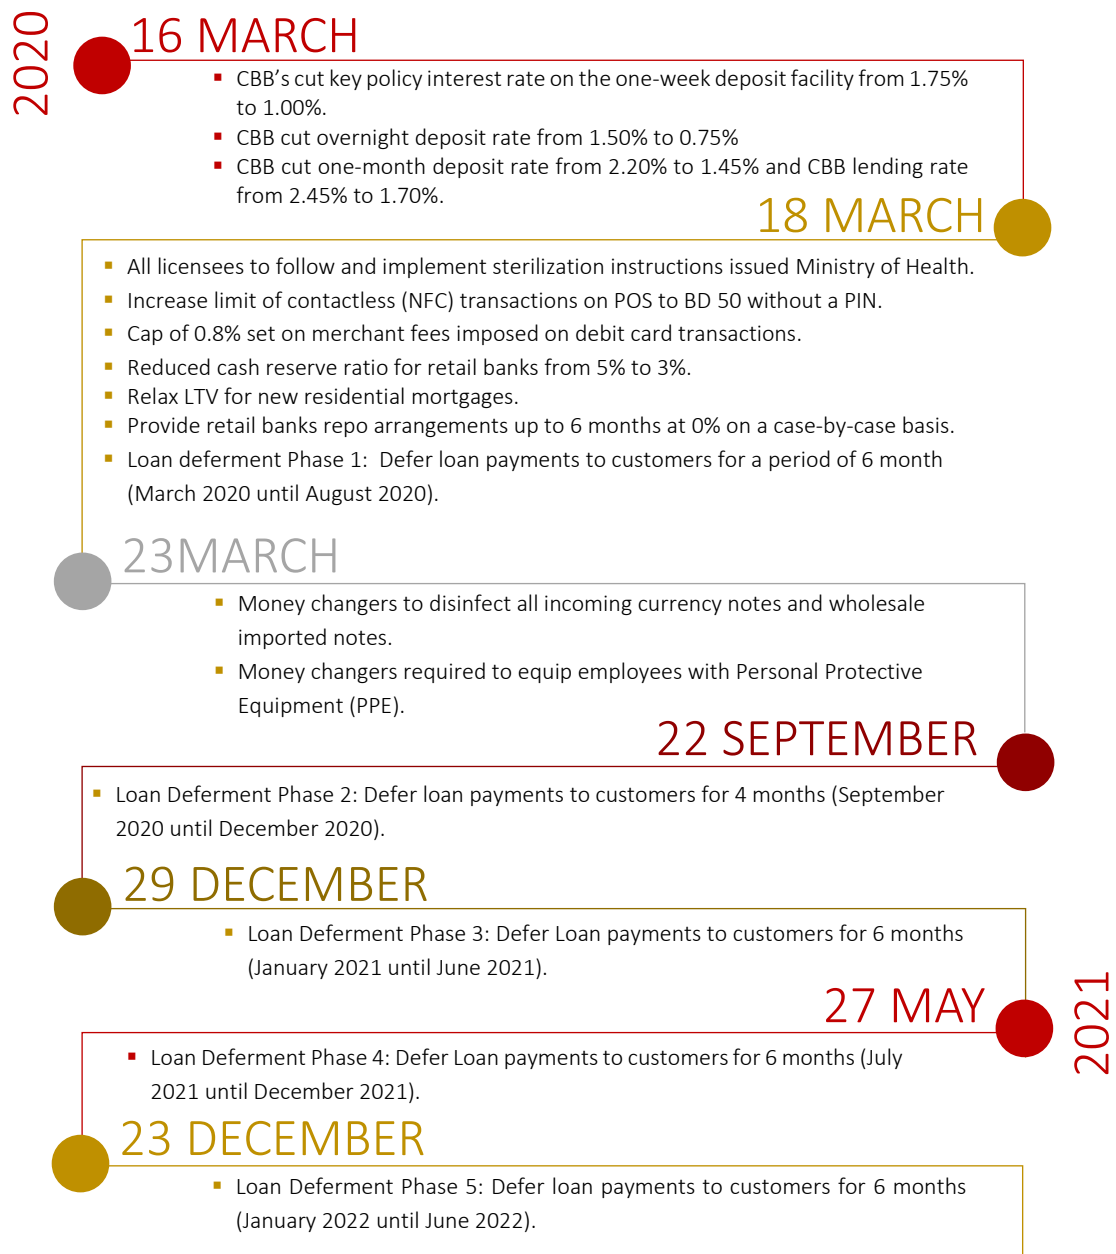 2020
16 MARCH
▪ CBB’s cut key policy interest rate on the one-week deposit facility from 1.75%
to 1.00%.
▪ CBB cut overnight deposit rate from 1.50% to 0.75%
▪ CBB cut one-month deposit rate from 2.20% to 1.45% and CBB lending rate
from 2.45% to 1.70%.
18 MARCH
▪ All licensees to follow and implement sterilization instructions issued Ministry of Health.
▪ Increase limit of contactless (NFC) transactions on POS to BD 50 without a PIN.
▪ Cap of 0.8% set on merchant fees imposed on debit card transactions.
▪ Reduced cash reserve ratio for retail banks from 5% to 3%.
▪ Relax LTV for new residential mortgages.
▪ Provide retail banks repo arrangements up to 6 months at 0% on a case-by-case basis.
▪ Loan deferment Phase 1: Defer loan payments to customers for a period of 6 month
(March 2020 until August 2020).
23MARCH
▪ Money changers to disinfect all incoming currency notes and wholesale
imported notes.
▪ Money changers required to equip employees with Personal Protective
Equipment (PPE).
22 SEPTEMBER
▪ Loan Deferment Phase 2: Defer loan payments to customers for 4 months (September
2020 until December 2020).
29 DECEMBER
▪ Loan Deferment Phase 3: Defer Loan payments to customers for 6 months
(January 2021 until June 2021).
27 MAY
2021
▪ Loan Deferment Phase 4: Defer Loan payments to customers for 6 months (July
2021 until December 2021).
23 DECEMBER
▪ Loan Deferment Phase 5: Defer loan payments to customers for 6 months
(January 2022 until June 2022).